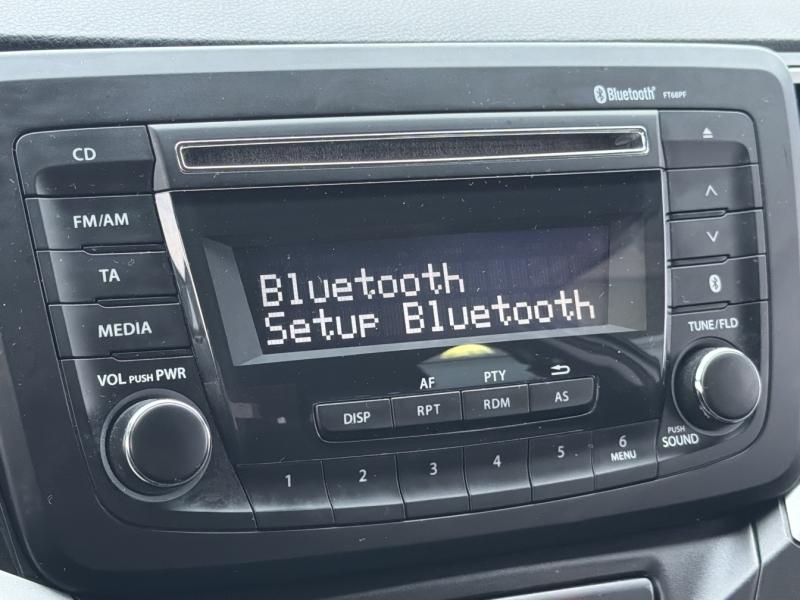 Bluetooth FT68PF
CD
FM/AM
TA
MEDIA
VOL PUSH PWR
Bluetooth
Setup Bluetooth
TUNE/FLD
PUSH
SOUND
AF PTY
DISP RPT RDM AS
1 2 3 4 5 6
MENU